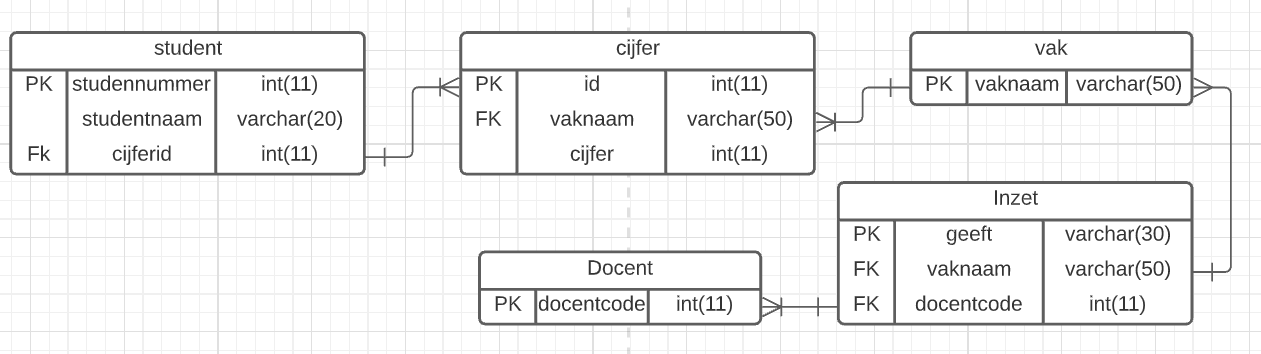 student
PK studennummer int(11)
studentnaam varchar(20)
Fk cijferid int(11)
cijfer
PK id int(11)
FK vaknaam varchar(50)
cijfer int(11)
vak
PK vaknaam varchar(50)
Inzet
PK geeft varchar(30)
FK vaknaam varchar(50)
FK docentcode int(11)
Docent
PK docentcode int(11)